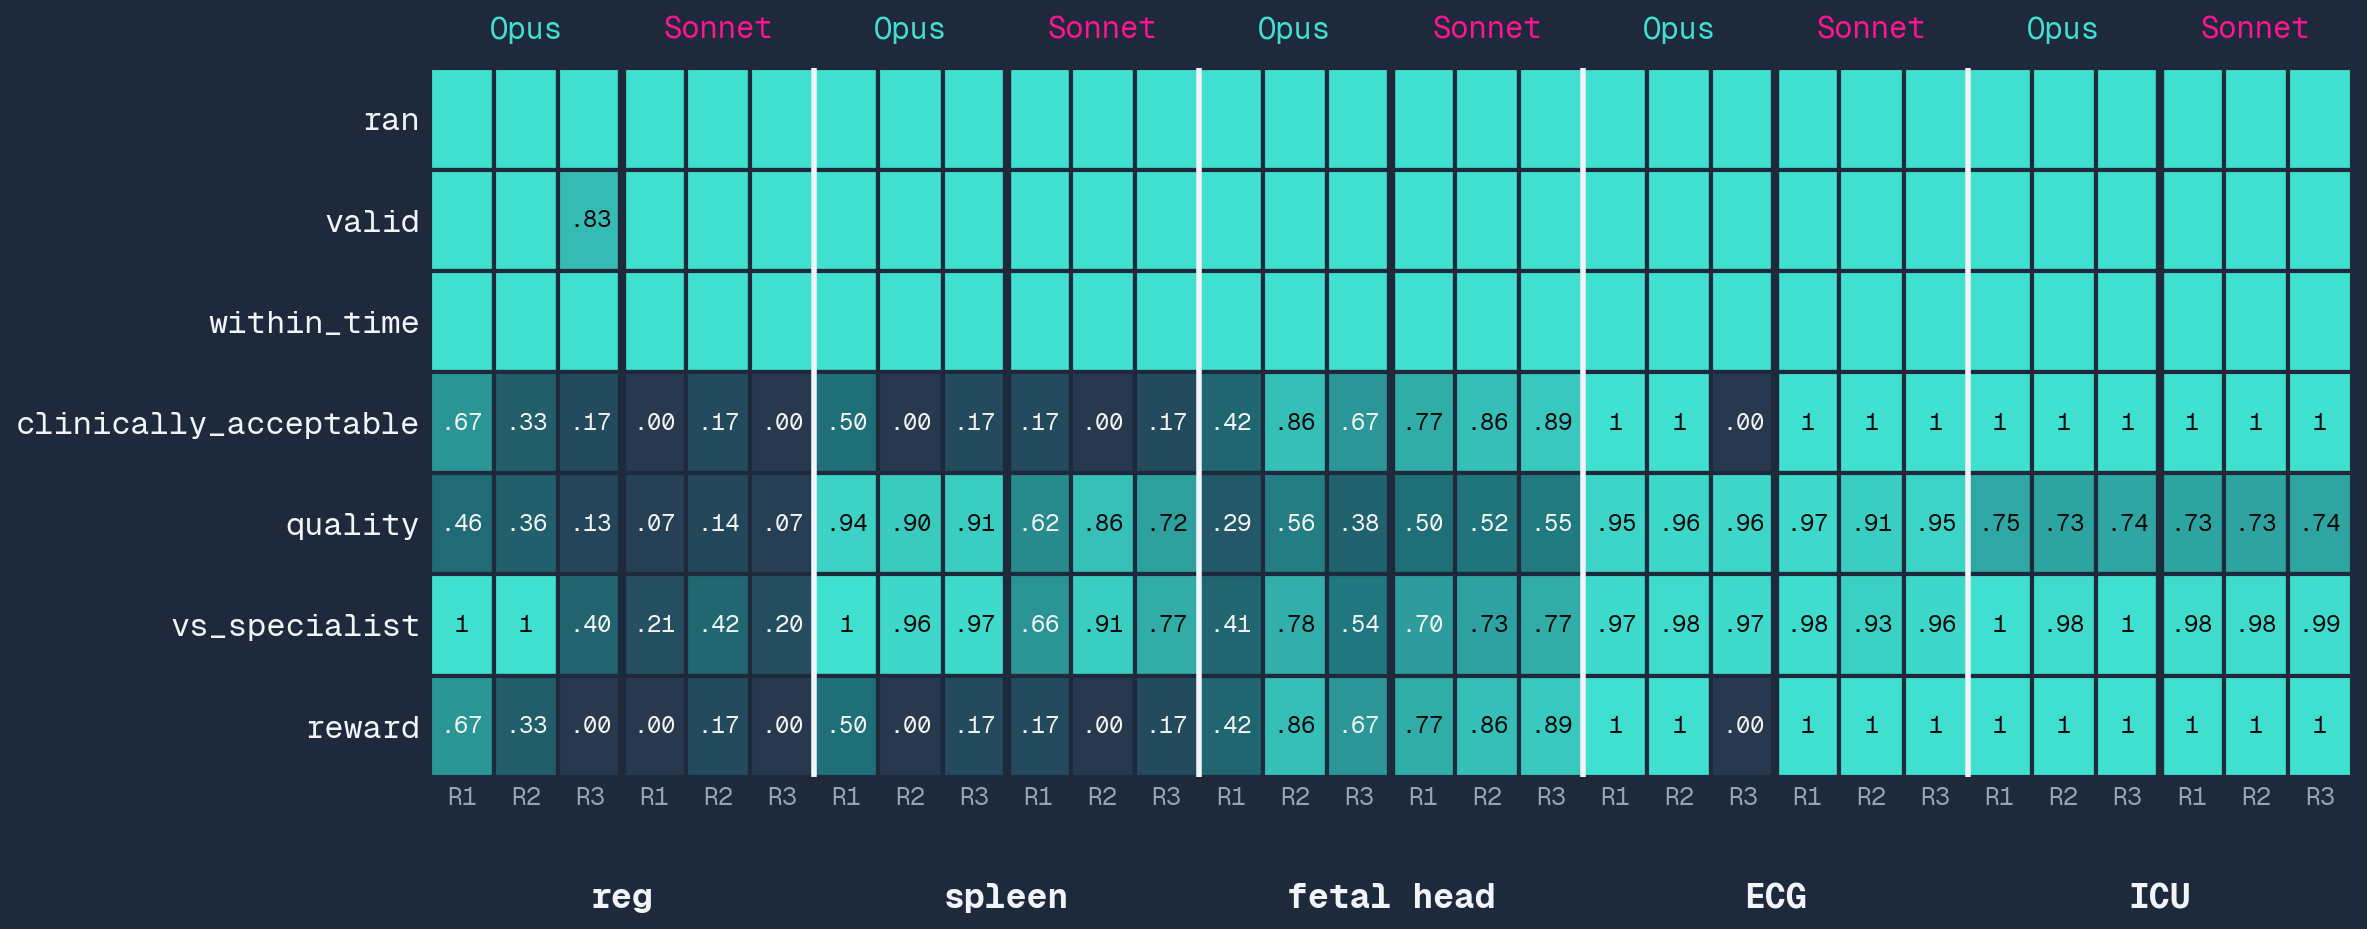 Opus Sonnet Opus Sonnet Opus Sonnet Opus Sonnet Opus Sonnet
ran
valid .83
within_time
clinically_acceptable .67 .33 .17 .00 .17 .00 .50 .00 .17 .17 .00 .17 .42 .86 .67 .77 .86 .89 1 1 .00 1 1 1 1 1 1 1 1 1
quality .46 .36 .13 .07 .14 .07 .94 .90 .91 .62 .86 .72 .29 .56 .38 .50 .52 .55 .95 .96 .96 .97 .91 .95 .75 .73 .74 .73 .73 .74
vs_specialist 1 1 .40 .21 .42 .20 1 .96 .97 .66 .91 .77 .41 .78 .54 .70 .73 .77 .97 .98 .97 .98 .93 .96 1 .98 1 .98 .98 .99
reward .67 .33 .00 .00 .17 .00 .50 .00 .17 .17 .00 .17 .42 .86 .67 .77 .86 .89 1 1 .00 1 1 1 1 1 1 1 1 1
R1 R2 R3 R1 R2 R3 R1 R2 R3 R1 R2 R3 R1 R2 R3 R1 R2 R3 R1 R2 R3 R1 R2 R3 R1 R2 R3 R1 R2 R3
reg spleen fetal head ECG ICU